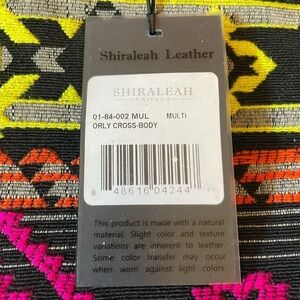 Shiraleah Leather
SHIRALEAH
CHICAGO
01-84-002 MUL MULTI
ORLY CROSS-BODY
8 48616 04244
This product is made with a natural
material. Slight color and texture
variations are inherent to leather.
Some color transfer may occur
when worn against light colors.